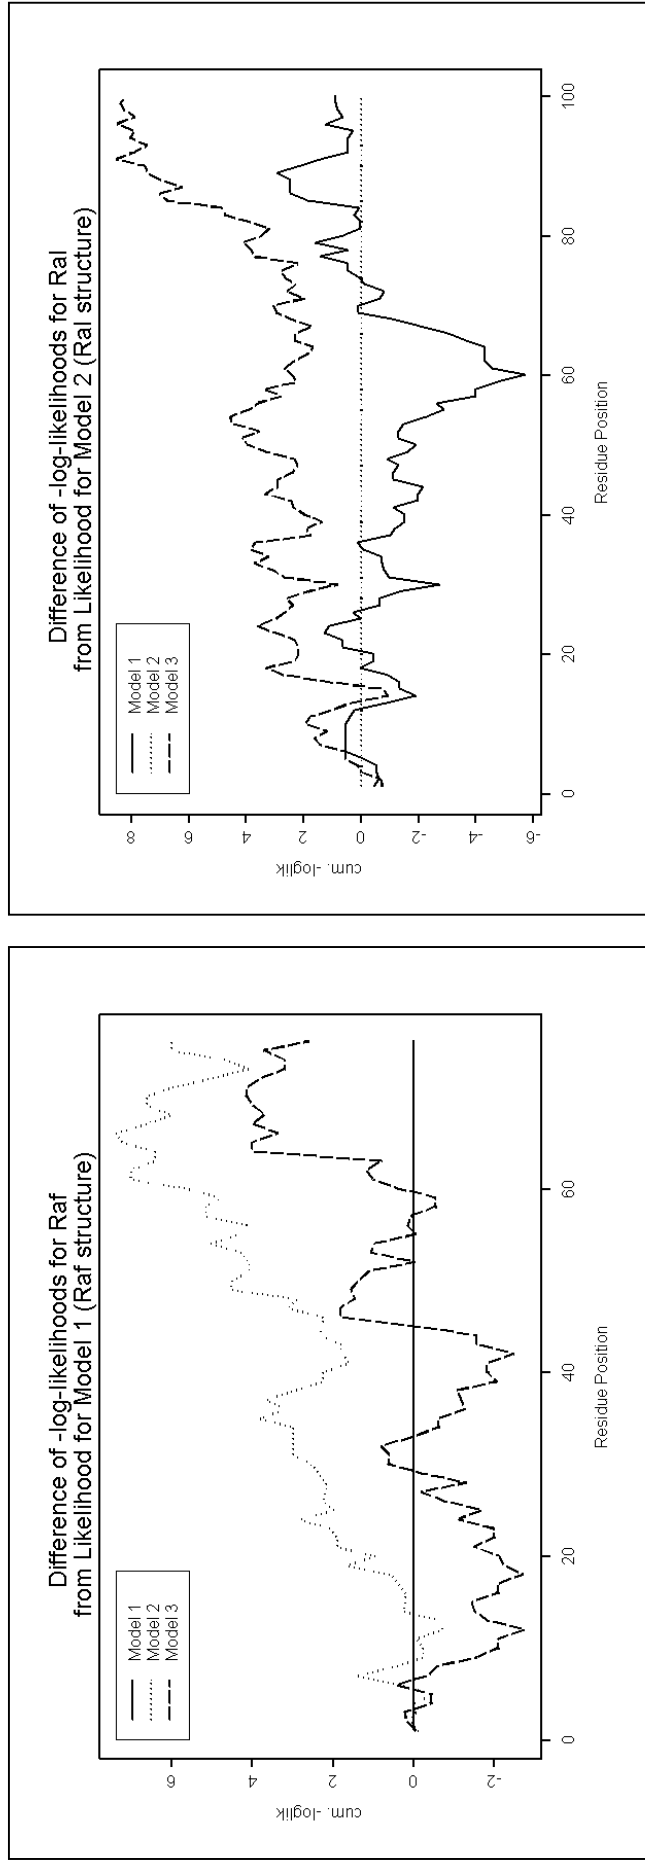 Difference of -log-likelihoods for Raf
from Likelihood for Model 1 (Raf structure)
Model 1
Model 2
Model 3
cum. -loglik
6
4
2
0
-2
0 20 40 60
Residue Position
Difference of -log-likelihoods for Ral
from Likelihood for Model 2 (Ral structure)
Model 1
Model 2
Model 3
cum. -loglik
8
6
4
2
0
-2
-4
-6
0 20 40 60 80 100
Residue Position